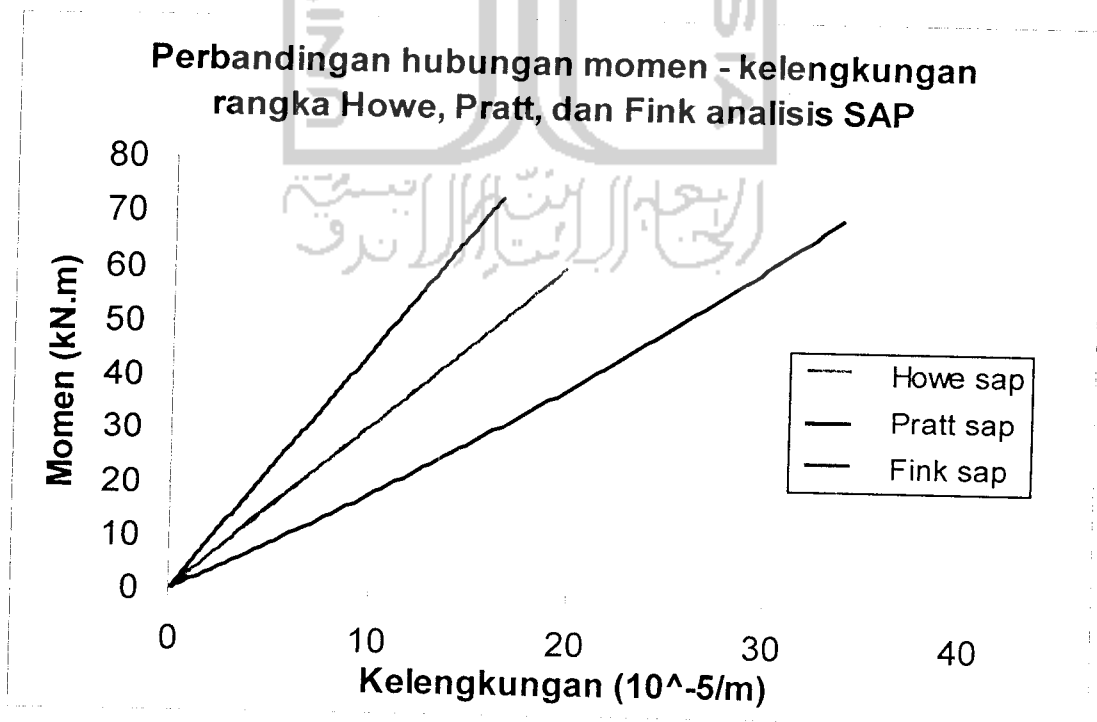 Perbandingan hubungan momen - kelengkungan
rangka Howe, Pratt, dan Fink analisis SAP
80
70
60
50
40
30
20
10
0
Momen (kN.m)
0 10 20 30 40
Kelengkungan (10^-5/m)
Howe sap
Pratt sap
Fink sap